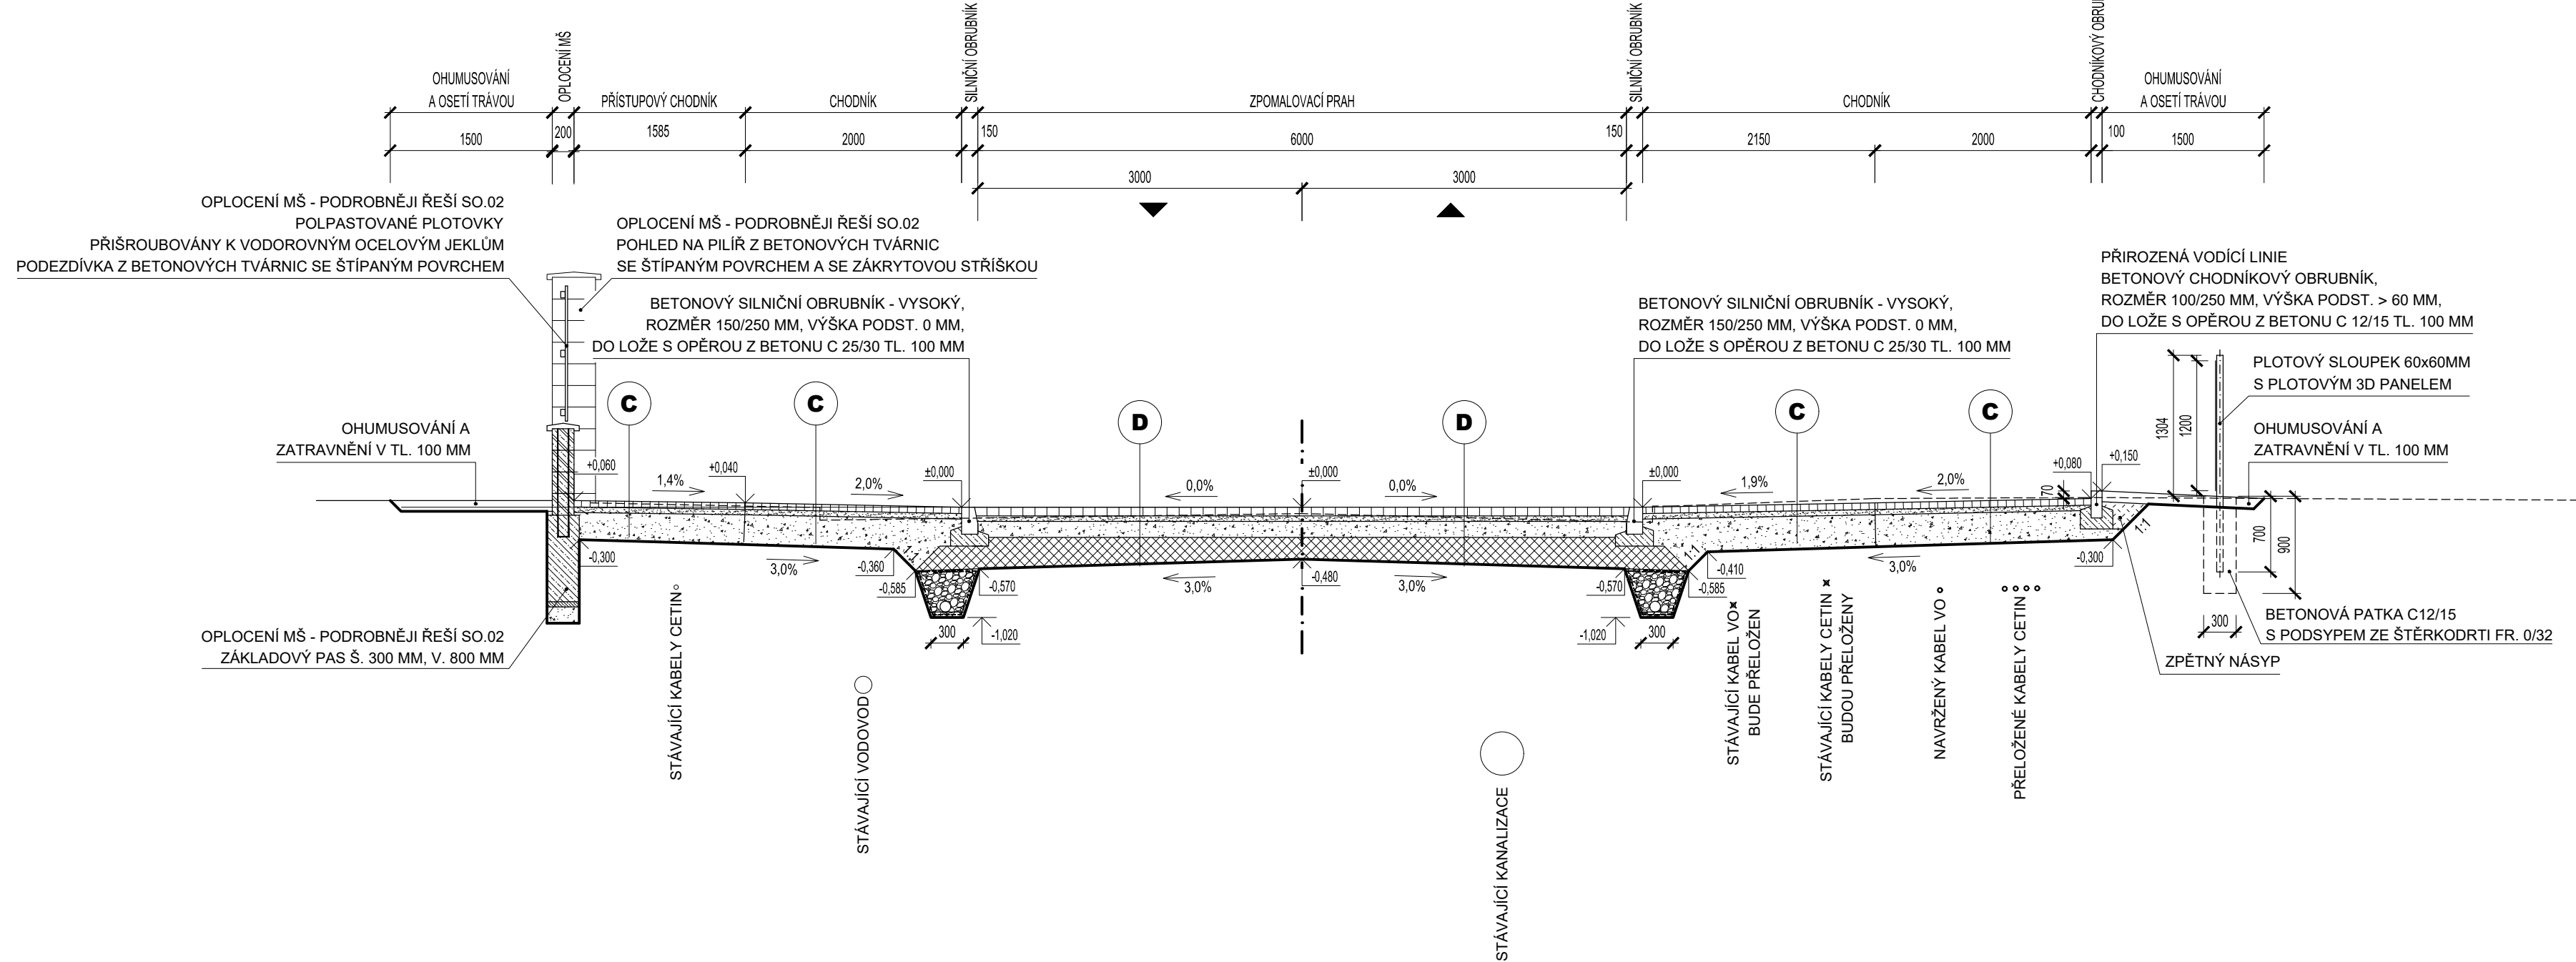 SILNIČNÍ OBRUBNÍK
SILNIČNÍ OBRUBNÍK
OPLOCENÍ MŠ
OHUMUSOVÁNÍ
A OSETÍ TRÁVOU
PŘÍSTUPOVÝ CHODNÍK
CHODNÍK
ZPOMALOVACÍ PRAH
CHODNÍK
CHODNÍKOVÝ
OHUMUSOVÁNÍ
A OSETÍ TRÁVOU
1500
200
1585
2000
150
6000
150
2150
2000
100
1500
3000
3000
OPLOCENÍ MŠ - PODROBNĚJI ŘEŠÍ SO.02
POLPASTOVANÉ PLOTOVKY
PŘIŠROUBOVÁNY K VODOROVNÝM OCELOVÝM JEKLŮM
PODEZDÍVKA Z BETONOVÝCH TVÁRNIC SE ŠTÍPANÝM POVRCHEM
OPLOCENÍ MŠ - PODROBNĚJI ŘEŠÍ SO.02
POHLED NA PILÍŘ Z BETONOVÝCH TVÁRNIC
SE ŠTÍPANÝM POVRCHEM A SE ZÁKRYTOVOU STŘÍŠKOU
BETONOVÝ SILNIČNÍ OBRUBNÍK - VYSOKÝ,
ROZMĚR 150/250 MM, VÝŠKA PODST. 0 MM,
DO LOŽE S OPĚROU Z BETONU C 25/30 TL. 100 MM
BETONOVÝ SILNIČNÍ OBRUBNÍK - VYSOKÝ,
ROZMĚR 150/250 MM, VÝŠKA PODST. 0 MM,
DO LOŽE S OPĚROU Z BETONU C 25/30 TL. 100 MM
PŘIROZENÁ VODÍCÍ LINIE
BETONOVÝ CHODNÍKOVÝ OBRUBNÍK,
ROZMĚR 100/250 MM, VÝŠKA PODST. > 60 MM,
DO LOŽE S OPĚROU Z BETONU C 12/15 TL. 100 MM
PLOTOVÝ SLOUPEK 60x60MM
S PLOTOVÝM 3D PANELEM
1304
1200
C
C
D
D
C
C
OHUMUSOVÁNÍ A
ZATRAVNĚNÍ V TL. 100 MM
OHUMUSOVÁNÍ A
ZATRAVNĚNÍ V TL. 100 MM
+0,060
1,4%
+0,040
2,0%
±0,000
0,0%
±0,000
0,0%
±0,000
1,9%
2,0%
70
+0,080
+0,150
1:1
1:1
700
900
-0,300
3,0%
-0,360
-0,585
-0,570
3,0%
-0,480
3,0%
-0,570
-0,585
-0,410
3,0%
-0,300
300
-1,020
-1,020
300
300
BETONOVÁ PATKA C12/15
S PODSYPEM ZE ŠTĚRKODRTI FR. 0/32
ZPĚTNÝ NÁSYP
OPLOCENÍ MŠ - PODROBNĚJI ŘEŠÍ SO.02
ZÁKLADOVÝ PAS Š. 300 MM, V. 800 MM
STÁVAJÍCÍ KABELY CETIN
STÁVAJÍCÍ VODOVOD
STÁVAJÍCÍ KANALIZACE
STÁVAJÍCÍ KABEL VO
BUDE PŘELOŽEN
STÁVAJÍCÍ KABELY CETIN
BUDOU PŘELOŽENY
NAVRŽENÝ KABEL VO
PŘELOŽENÉ KABELY CETIN